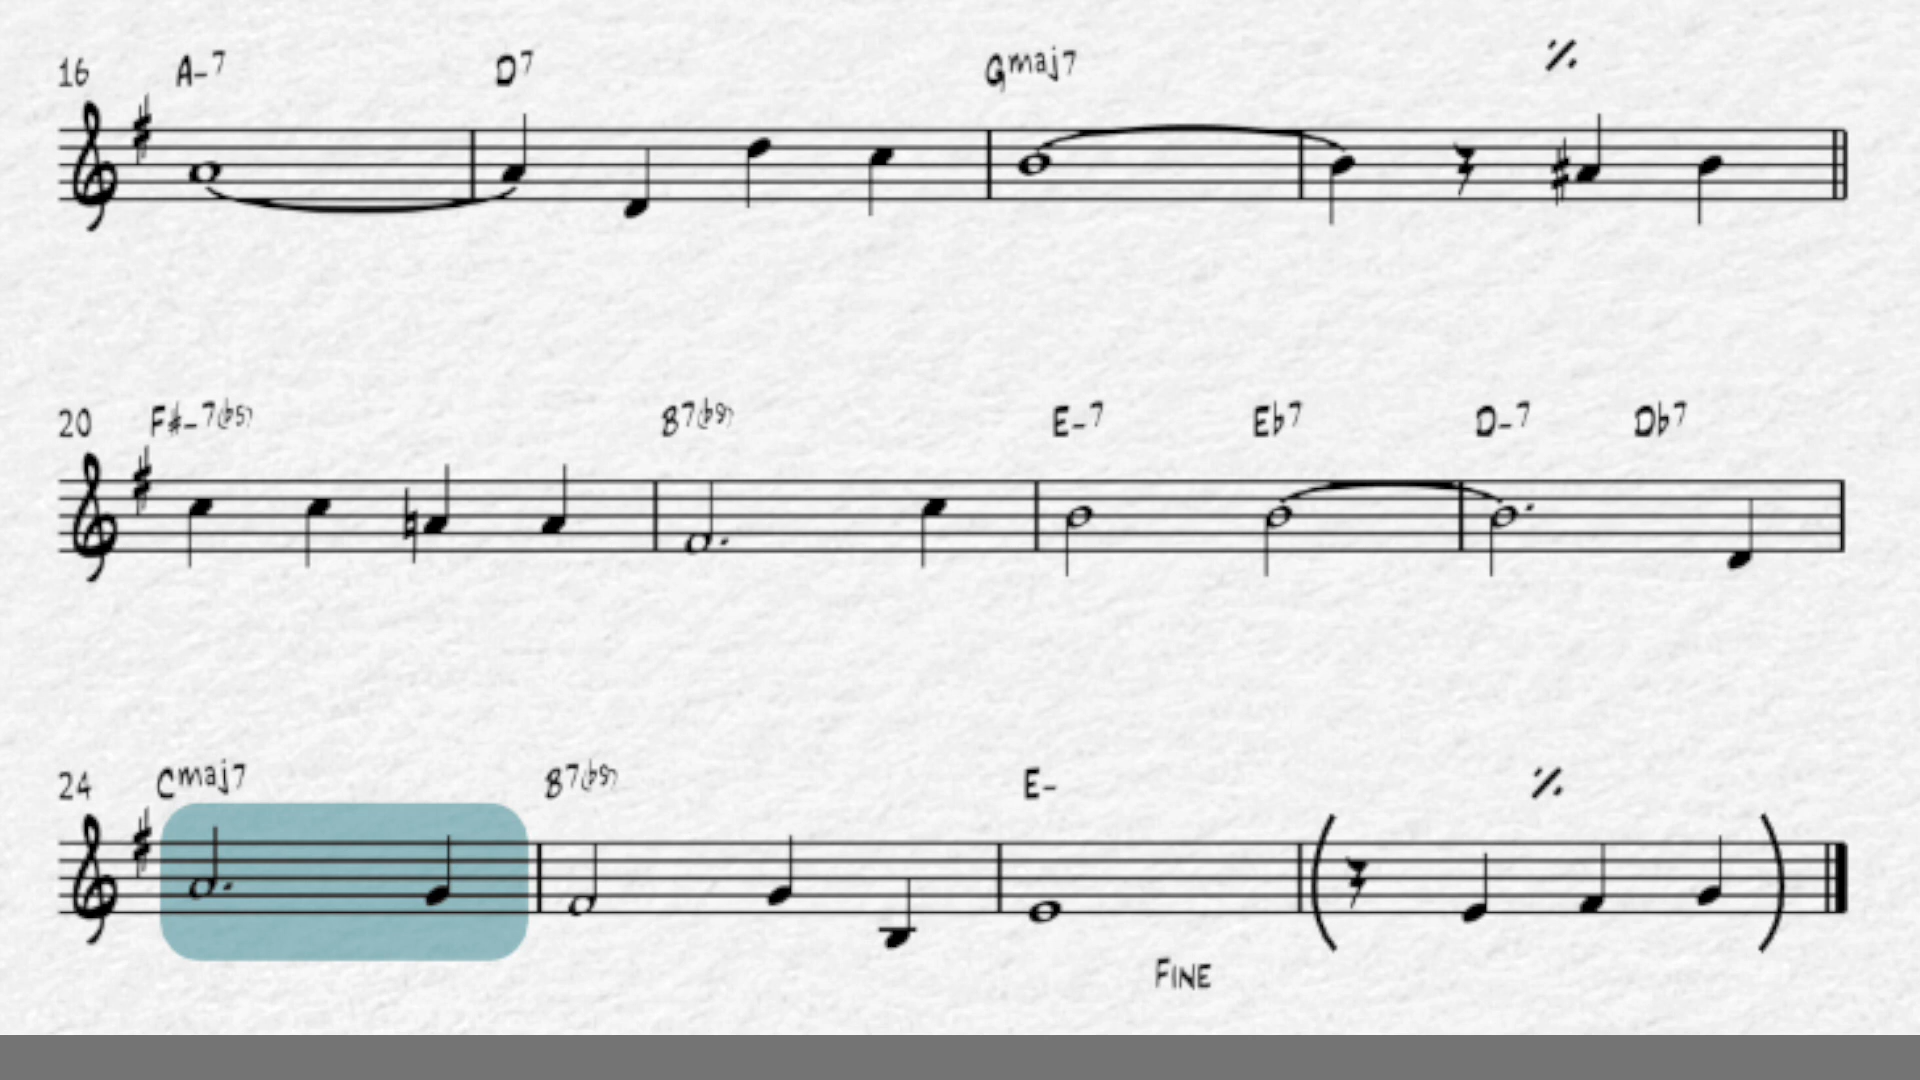 16 A-7 D7 Gmaj7 ٪
20 F#-7(b5) B7(b9) E-7 Eb7 D-7 Db7
24 Cmaj7 B7(b9) E- ٪
FINE